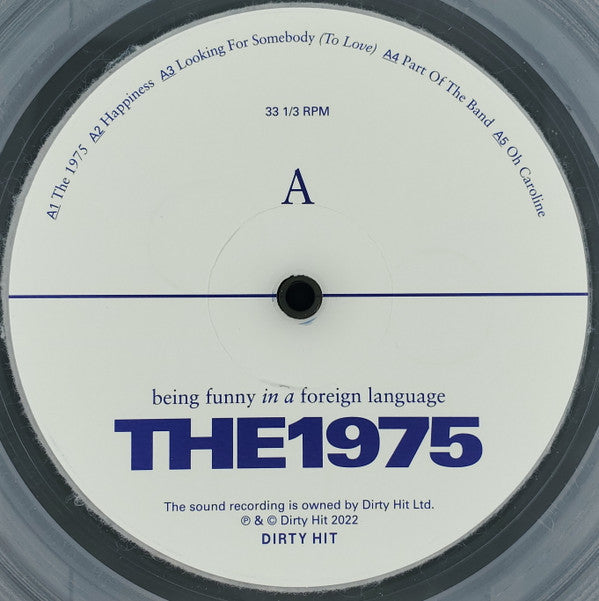 A1 The 1975 A2 Happiness A3 Looking For Somebody (To Love) A4 Part Of The Band A5 Oh Caroline
33 1/3 RPM
A
being funny in a foreign language
THE1975
The sound recording is owned by Dirty Hit Ltd.
℗ & © Dirty Hit 2022
DIRTY HIT